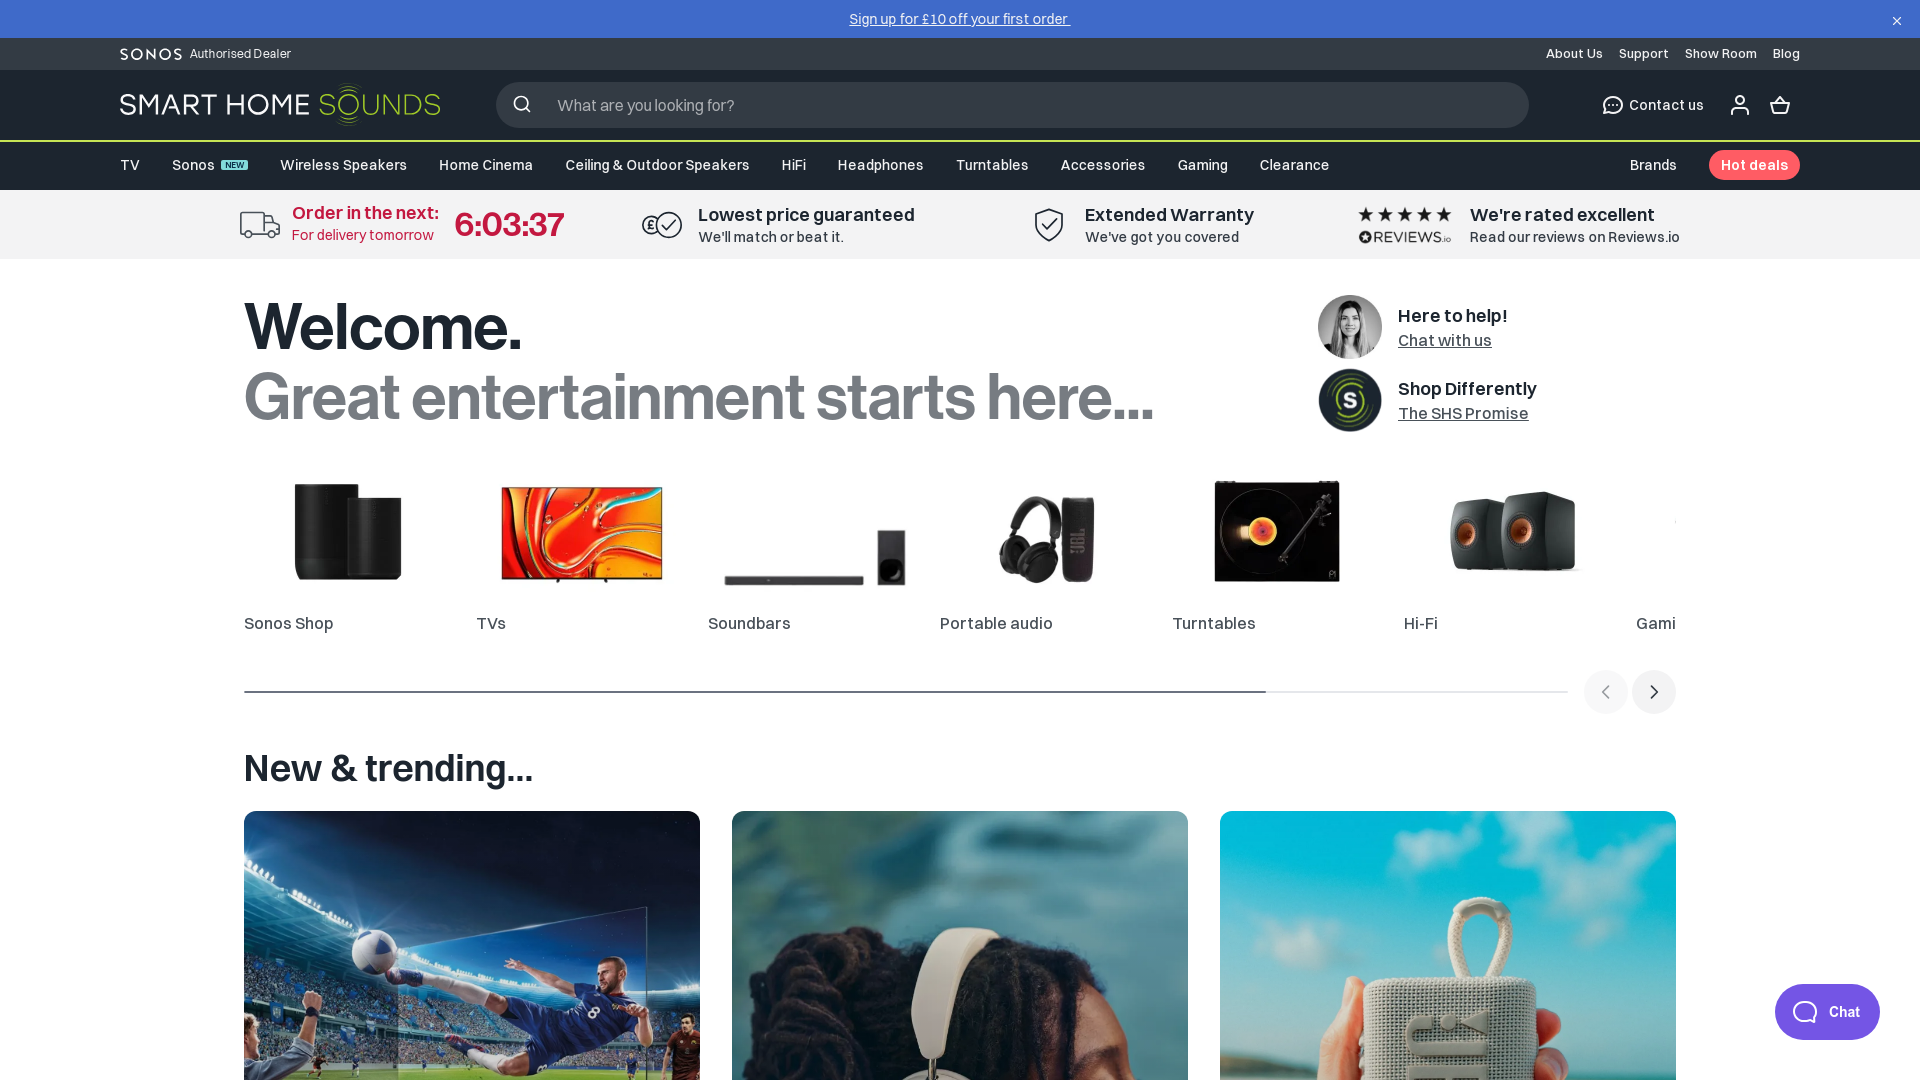 Sign up for £10 off your first order
SONOS Authorised Dealer
About Us
Support
Show Room
Blog
SMART HOME SOUNDS
What are you looking for?
Contact us
TV
Sonos NEW
Wireless Speakers
Home Cinema
Ceiling & Outdoor Speakers
HiFi
Headphones
Turntables
Accessories
Gaming
Clearance
Brands
Hot deals
Order in the next:
For delivery tomorrow
6:03:37
Lowest price guaranteed
We'll match or beat it.
Extended Warranty
We've got you covered
REVIEWS.io
We're rated excellent
Read our reviews on Reviews.io
Welcome.
Great entertainment starts here...
Here to help!
Chat with us
S
Shop Differently
The SHS Promise
JBL
Sonos Shop
TVs
Soundbars
Portable audio
Turntables
Hi-Fi
Gami
New & trending...
8
8
Chat